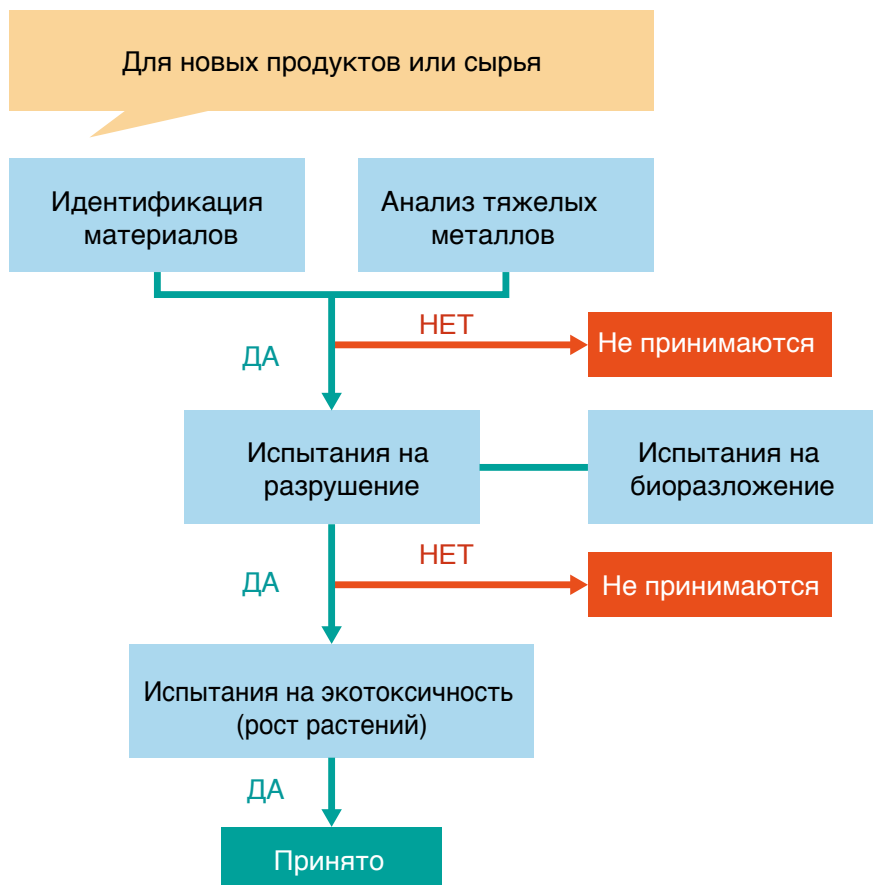 Для новых продуктов или сырья
Идентификация
материалов
Анализ тяжелых
металлов
НЕТ
Не принимаются
ДА
Испытания на
разрушение
Испытания на
биоразложение
НЕТ
ДА
Не принимаются
Испытания на экотоксичность
(рост растений)
ДА
Принято